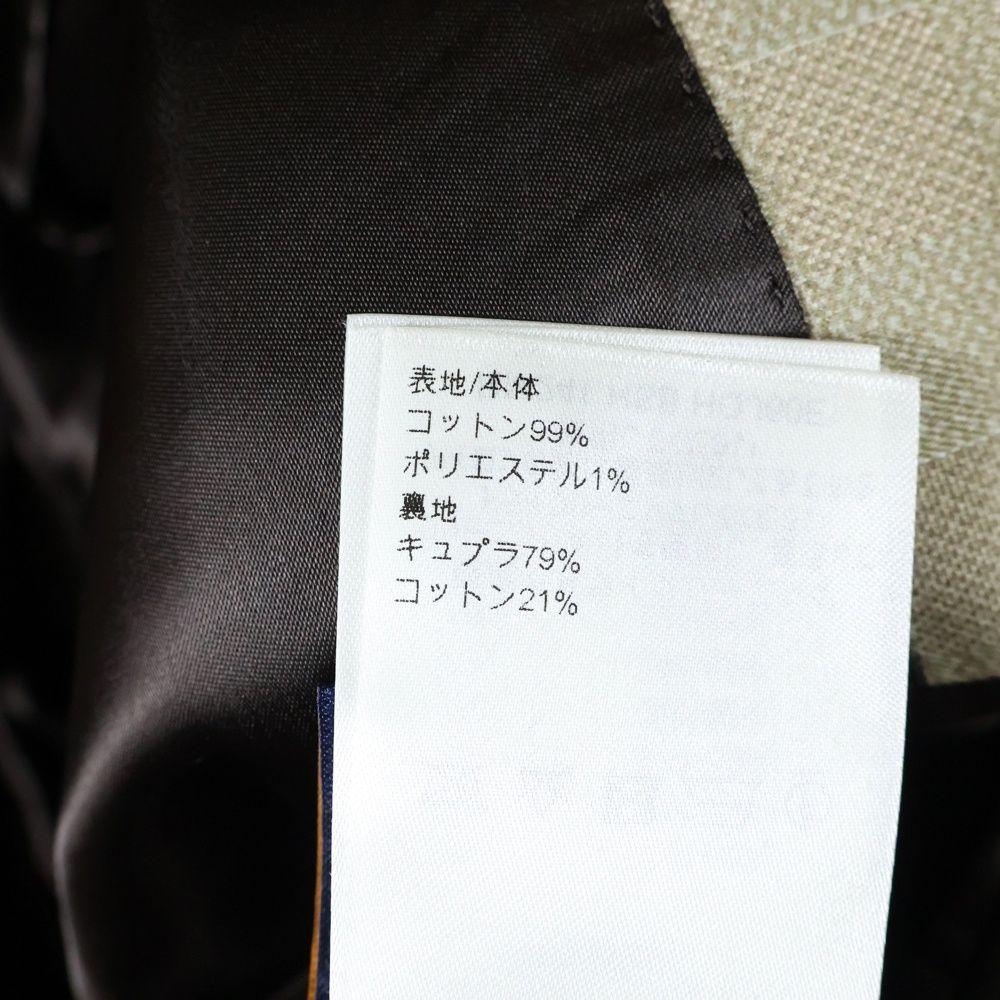 表地/本体
コットン99%
ポリエステル1%
裏地
キュプラ79%
コットン21%